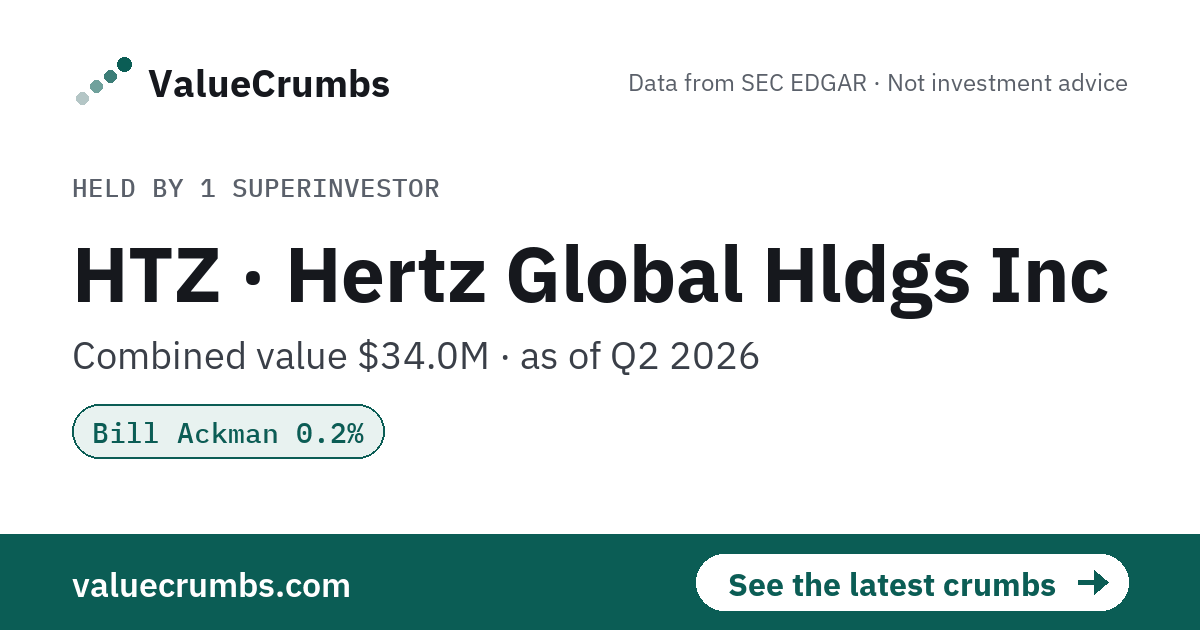 ValueCrumbs
Data from SEC EDGAR · Not investment advice
HELD BY 1 SUPERINVESTOR
HTZ · Hertz Global Hldgs Inc
Combined value $34.0M · as of Q2 2026
Bill Ackman 0.2%
valuecrumbs.com
See the latest crumbs